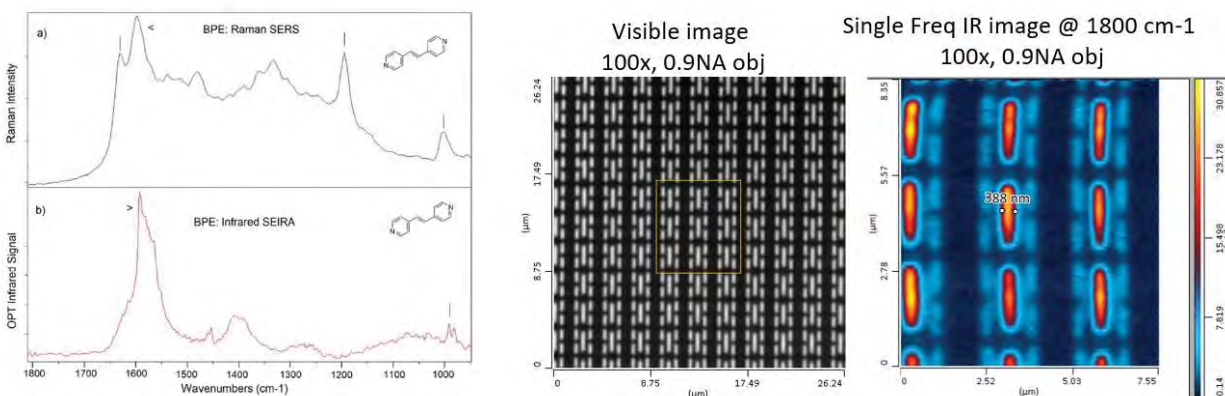 a)
BPE: Raman SERS
<
N
N
Raman Intensity
b)
BPE: Infrared SEIRA
>
N
N
OPT Infrared Signal
1800 1700 1600 1500 1400 1300 1200 1100 1000
Wavenumbers (cm-1)
Visible image
100x, 0.9NA obj
26.24
17.49
8.75
0
(µm)
0 8.75 17.49 26.24
(µm)
Single Freq IR image @ 1800 cm-1
100x, 0.9NA obj
8.35
5.57
2.78
0
(µm)
388 nm
0 2.52 5.03 7.55
(µm)
30.857
23.178
15.498
7.819
0.14